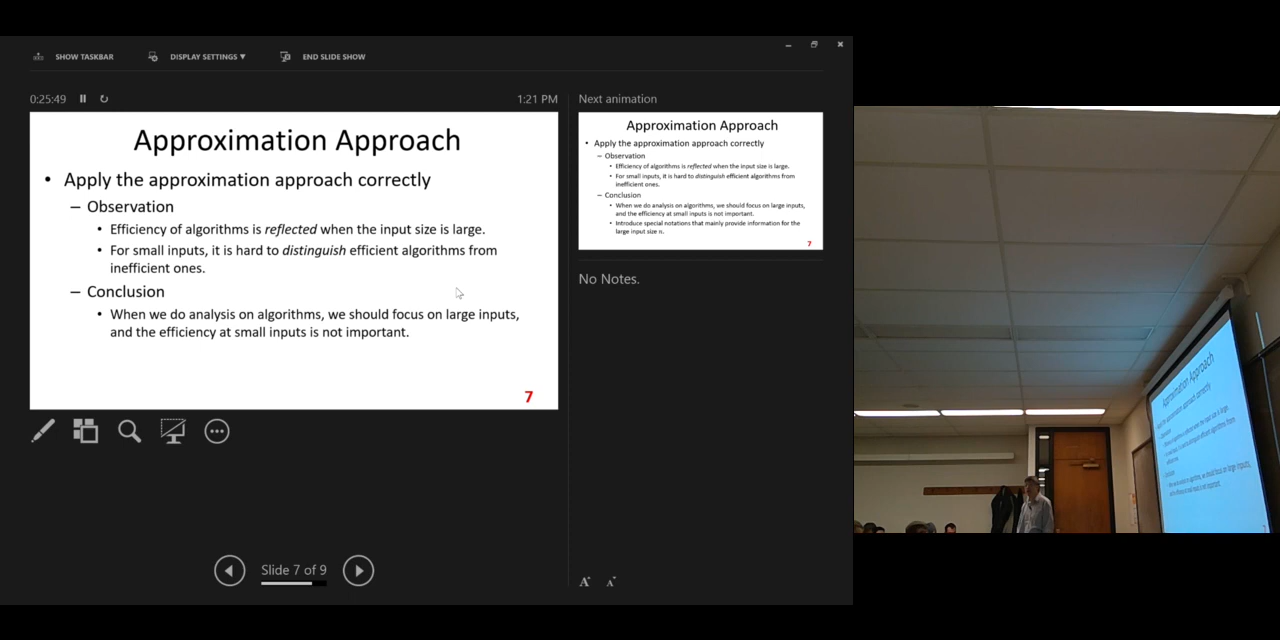 SHOW TASKBAR
DISPLAY SETTINGS ▼
END SLIDE SHOW
0:25:49
1:21 PM
Approximation Approach
• Apply the approximation approach correctly
– Observation
• Efficiency of algorithms is reflected when the input size is large.
• For small inputs, it is hard to distinguish efficient algorithms from
inefficient ones.
– Conclusion
• When we do analysis on algorithms, we should focus on large inputs,
and the efficiency at small inputs is not important.
7
Slide 7 of 9
Next animation
Approximation Approach
• Apply the approximation approach correctly
– Observation
• Efficiency of algorithms is reflected when the input size is large.
• For small inputs, it is hard to distinguish efficient algorithms from
inefficient ones.
– Conclusion
• When we do analysis on algorithms, we should focus on large inputs,
and the efficiency at small inputs is not important.
• Introduce special notations that mainly provide information for the
large input size n.
7
No Notes.
A
A
Approximation Approach
Apply the approximation approach correctly